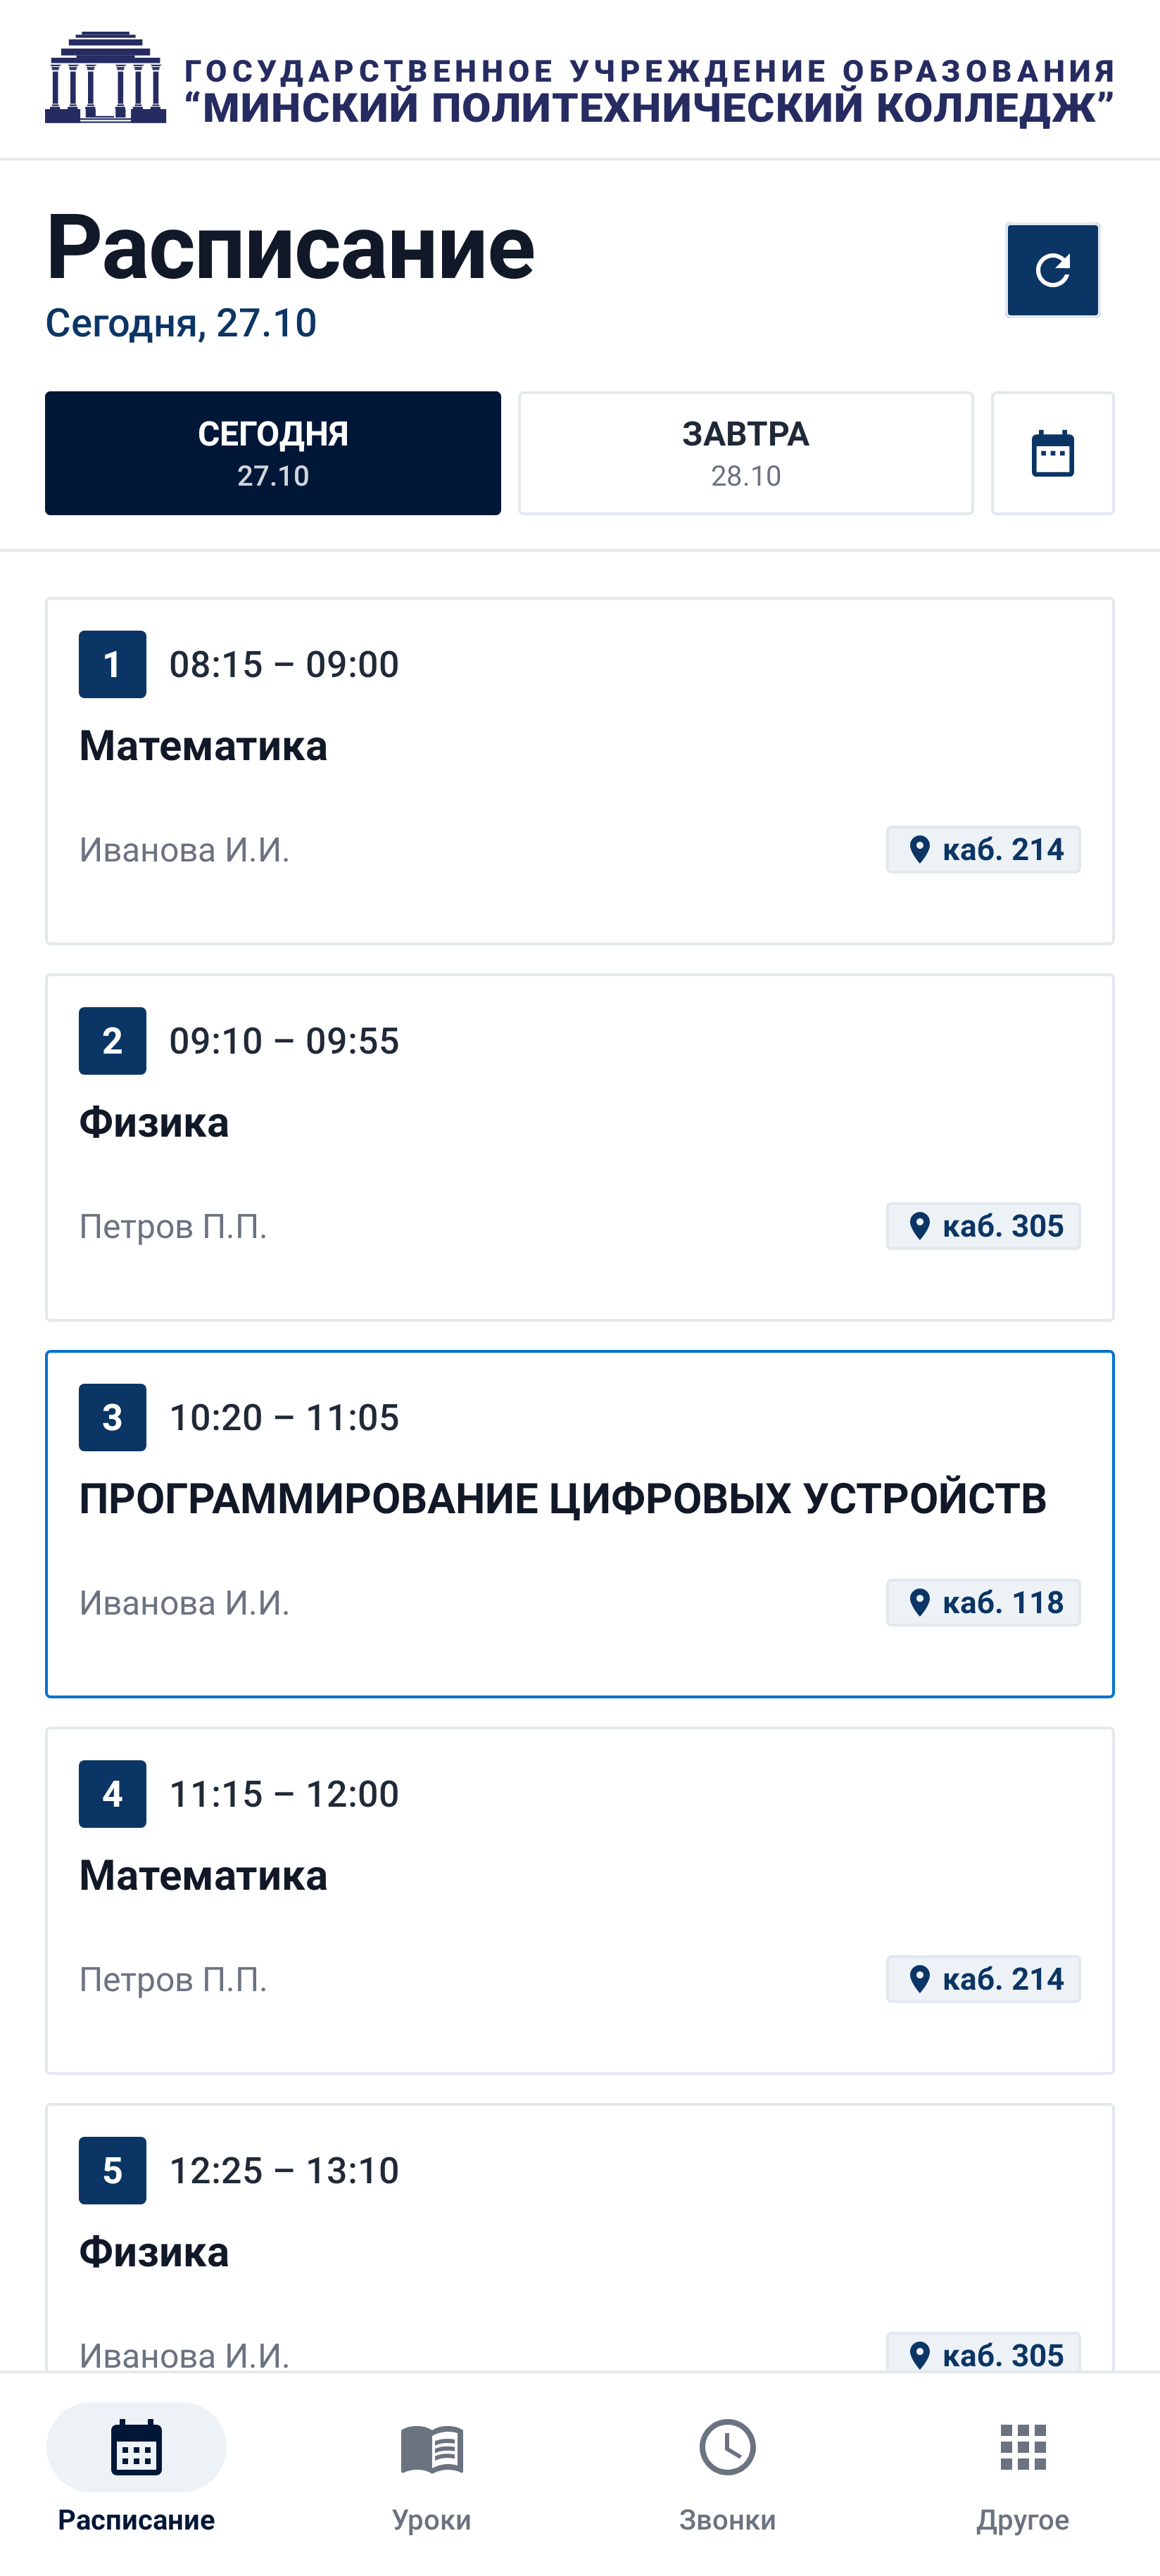 ГОСУДАРСТВЕННОЕ УЧРЕЖДЕНИЕ ОБРАЗОВАНИЯ
“МИНСКИЙ ПОЛИТЕХНИЧЕСКИЙ КОЛЛЕДЖ”
Расписание
Сегодня, 27.10
СЕГОДНЯ
27.10
ЗАВТРА
28.10
1 08:15 – 09:00
Математика
Иванова И.И. каб. 214
2 09:10 – 09:55
Физика
Петров П.П. каб. 305
3 10:20 – 11:05
ПРОГРАММИРОВАНИЕ ЦИФРОВЫХ УСТРОЙСТВ
Иванова И.И. каб. 118
4 11:15 – 12:00
Математика
Петров П.П. каб. 214
5 12:25 – 13:10
Физика
Иванова И.И. каб. 305
Расписание Уроки Звонки Другое